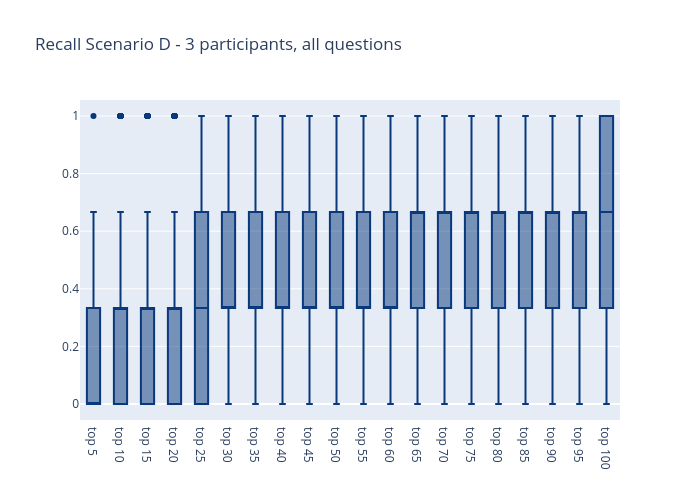 Recall Scenario D - 3 participants, all questions
1
0.8
0.6
0.4
0.2
0
top 5
top 10
top 15
top 20
top 25
top 30
top 35
top 40
top 45
top 50
top 55
top 60
top 65
top 70
top 75
top 80
top 85
top 90
top 95
top 100